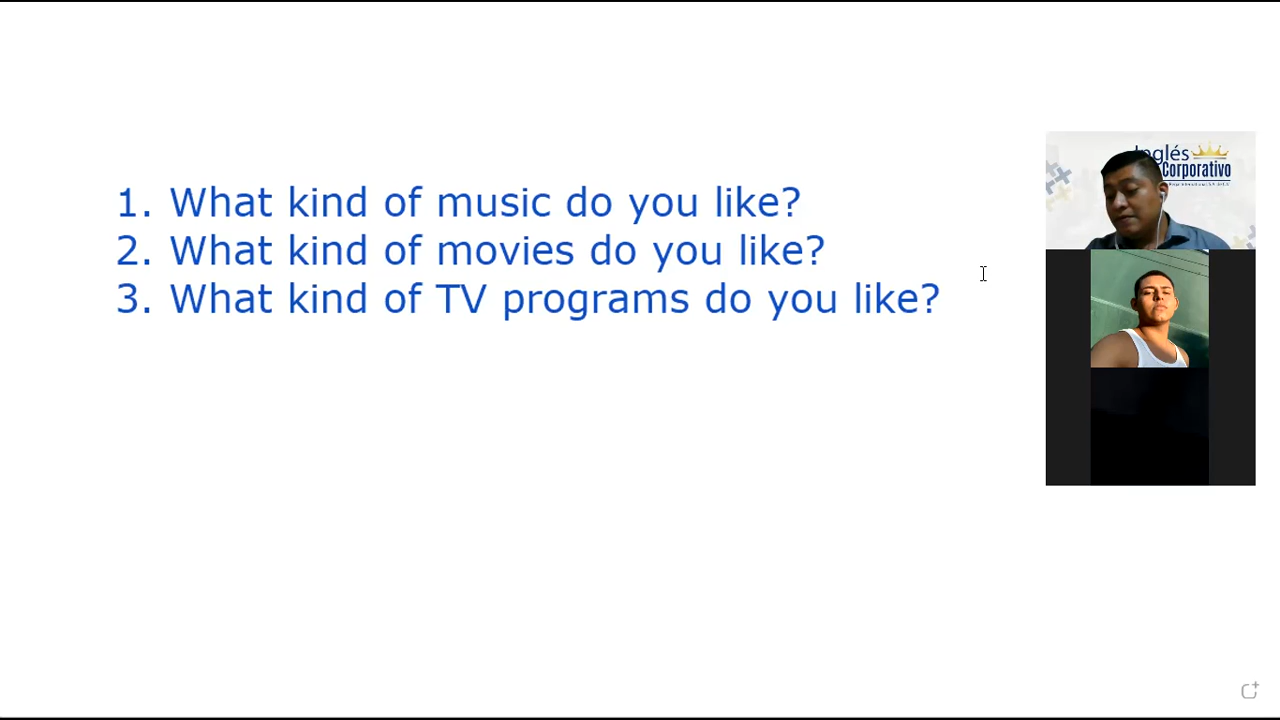 1. What kind of music do you like?
2. What kind of movies do you like?
3. What kind of TV programs do you like?
Inglés
Corporativo